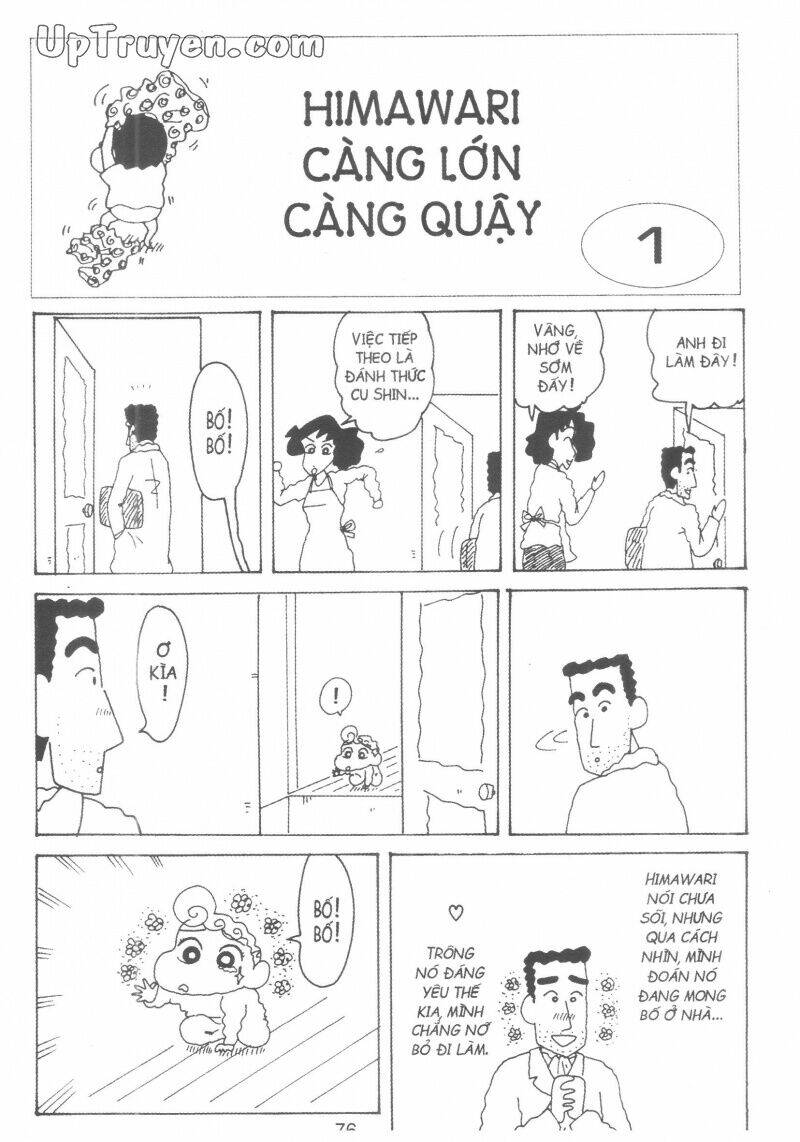 UpTruyen.com
HIMAWARI
CÀNG LỚN
CÀNG QUẬY
1
ANH ĐI
LÀM ĐÂY!
VÂNG,
NHỚ VỀ
SỚM
ĐẤY!
VIỆC TIẾP
THEO LÀ
ĐÁNH THỨC
CU SHIN...
BỐ!
BỐ!
!
Ơ
KÌA
!
HIMAWARI
NÓI CHƯA
SÕI, NHƯNG
QUA CÁCH
NHÌN, MÌNH
ĐOÁN NÓ
ĐANG MONG
BỐ Ở NHÀ...
TRÔNG
NÓ ĐÁNG
YÊU THẾ
KIA, MÌNH
CHẲNG NỠ
BỎ ĐI LÀM.
BỐ!
BỐ!
76